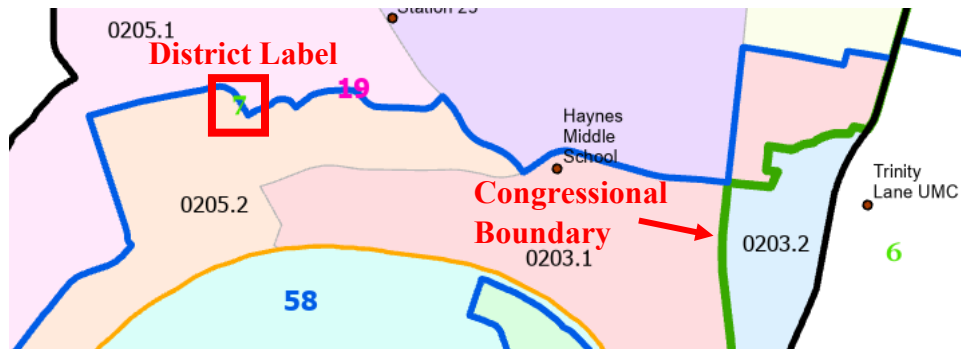 Station 25
0205.1
District Label
7
19
Haynes
Middle
School
Trinity
Lane UMC
0205.2
Congressional
Boundary
0203.2
0203.1
6
58